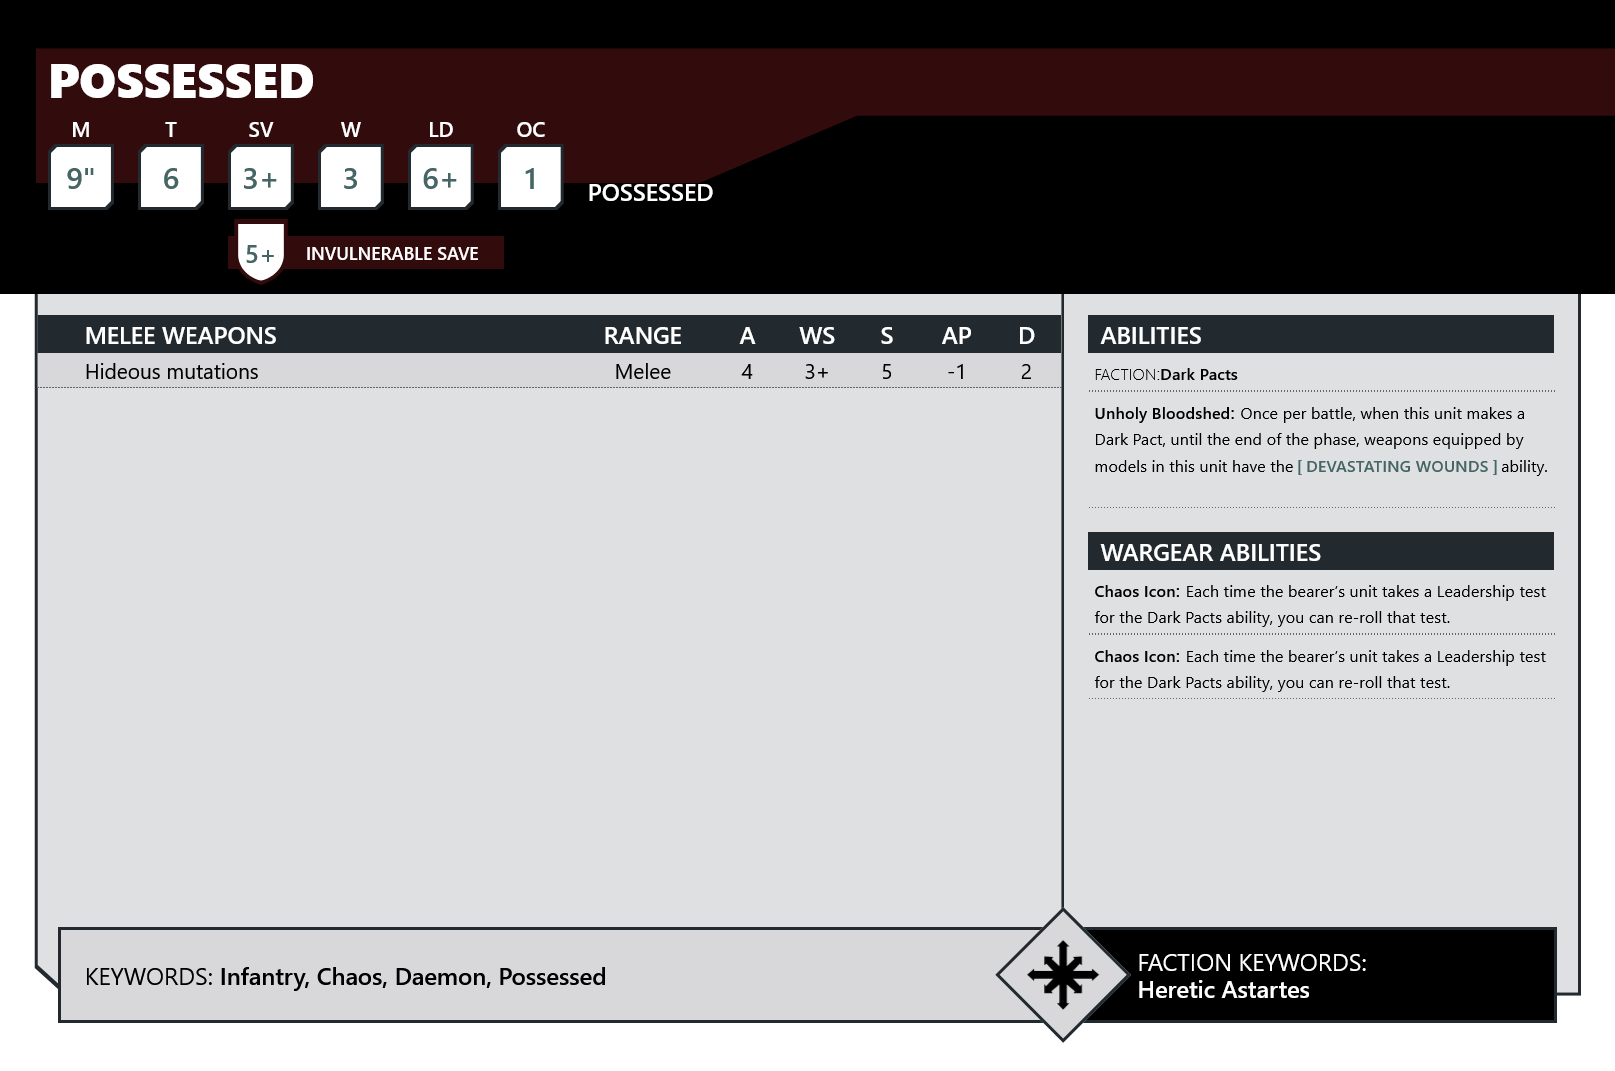 POSSESSED
M T SV W LD OC
9" 6 3+ 3 6+ 1 POSSESSED
5+ INVULNERABLE SAVE
MELEE WEAPONS RANGE A WS S AP D
Hideous mutations Melee 4 3+ 5 -1 2
ABILITIES
FACTION:Dark Pacts
Unholy Bloodshed: Once per battle, when this unit makes a
Dark Pact, until the end of the phase, weapons equipped by
models in this unit have the [ DEVASTATING WOUNDS ] ability.
WARGEAR ABILITIES
Chaos Icon: Each time the bearer’s unit takes a Leadership test
for the Dark Pacts ability, you can re-roll that test.
Chaos Icon: Each time the bearer’s unit takes a Leadership test
for the Dark Pacts ability, you can re-roll that test.
KEYWORDS: Infantry, Chaos, Daemon, Possessed
FACTION KEYWORDS:
Heretic Astartes